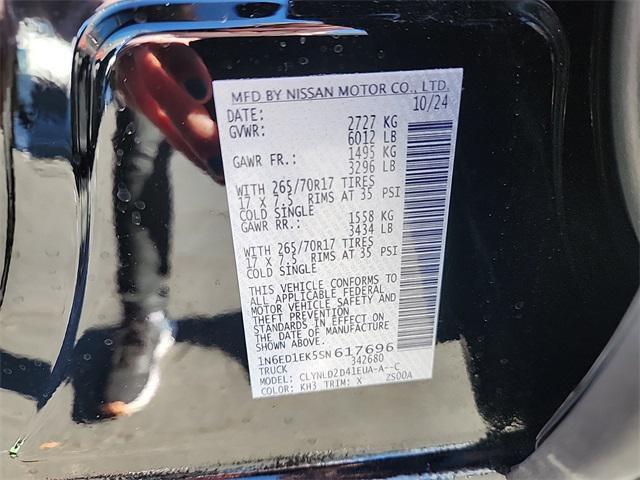 MFD BY NISSAN MOTOR CO., LTD.
DATE: 10/24
GVWR: 2727 KG
6012 LB
GAWR FR.: 1495 KG
3296 LB
WITH 265/70R17 TIRES
17 X 7.5 RIMS AT 35 PSI
COLD SINGLE
GAWR RR.: 1558 KG
3434 LB
WITH 265/70R17 TIRES
17 X 7.5 RIMS AT 35 PSI
COLD SINGLE
THIS VEHICLE CONFORMS TO
ALL APPLICABLE FEDERAL
MOTOR VEHICLE SAFETY AND
THEFT PREVENTION
STANDARDS IN EFFECT ON
THE DATE OF MANUFACTURE
SHOWN ABOVE.
1N6ED1EK5SN617696
TRUCK 342680
MODEL: CLYNLD2D41EUA-A--C
COLOR: KH3 TRIM: X ZS00A